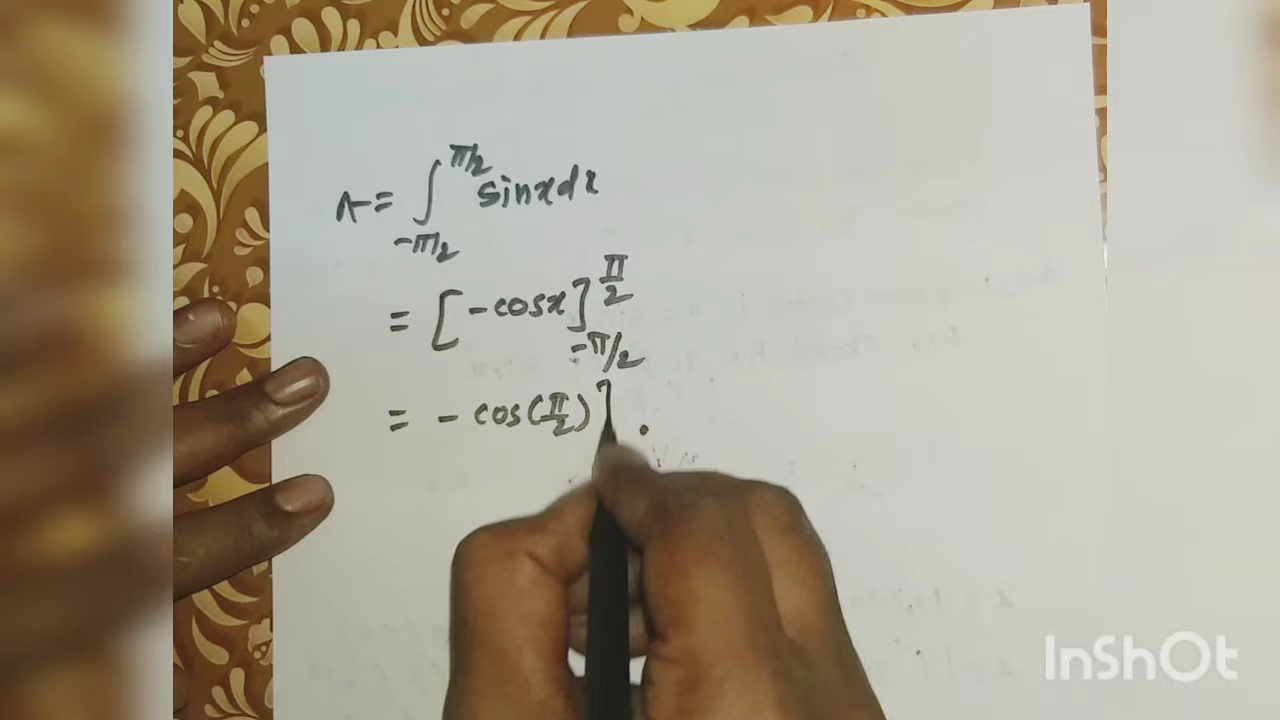 A = ∫_{-π/2}^{π/2} sinx dx
= [-cosx]_{-π/2}^{π/2}
= - cos(π/2)]
InShOt